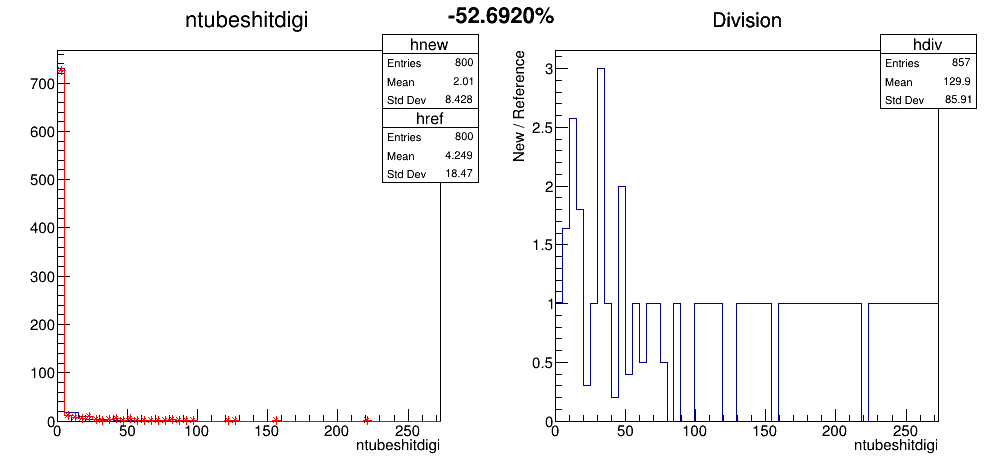 ntubeshitdigi
-52.6920%
Division
hnew
Entries 800
Mean 2.01
Std Dev 8.428
href
Entries 800
Mean 4.249
Std Dev 18.47
700
600
500
400
300
200
100
0
0 50 100 150 200 250
ntubeshitdigi
hdiv
Entries 857
Mean 129.9
Std Dev 85.91
New / Reference
3
2.5
2
1.5
1
0.5
0
0 50 100 150 200 250
ntubeshitdigi